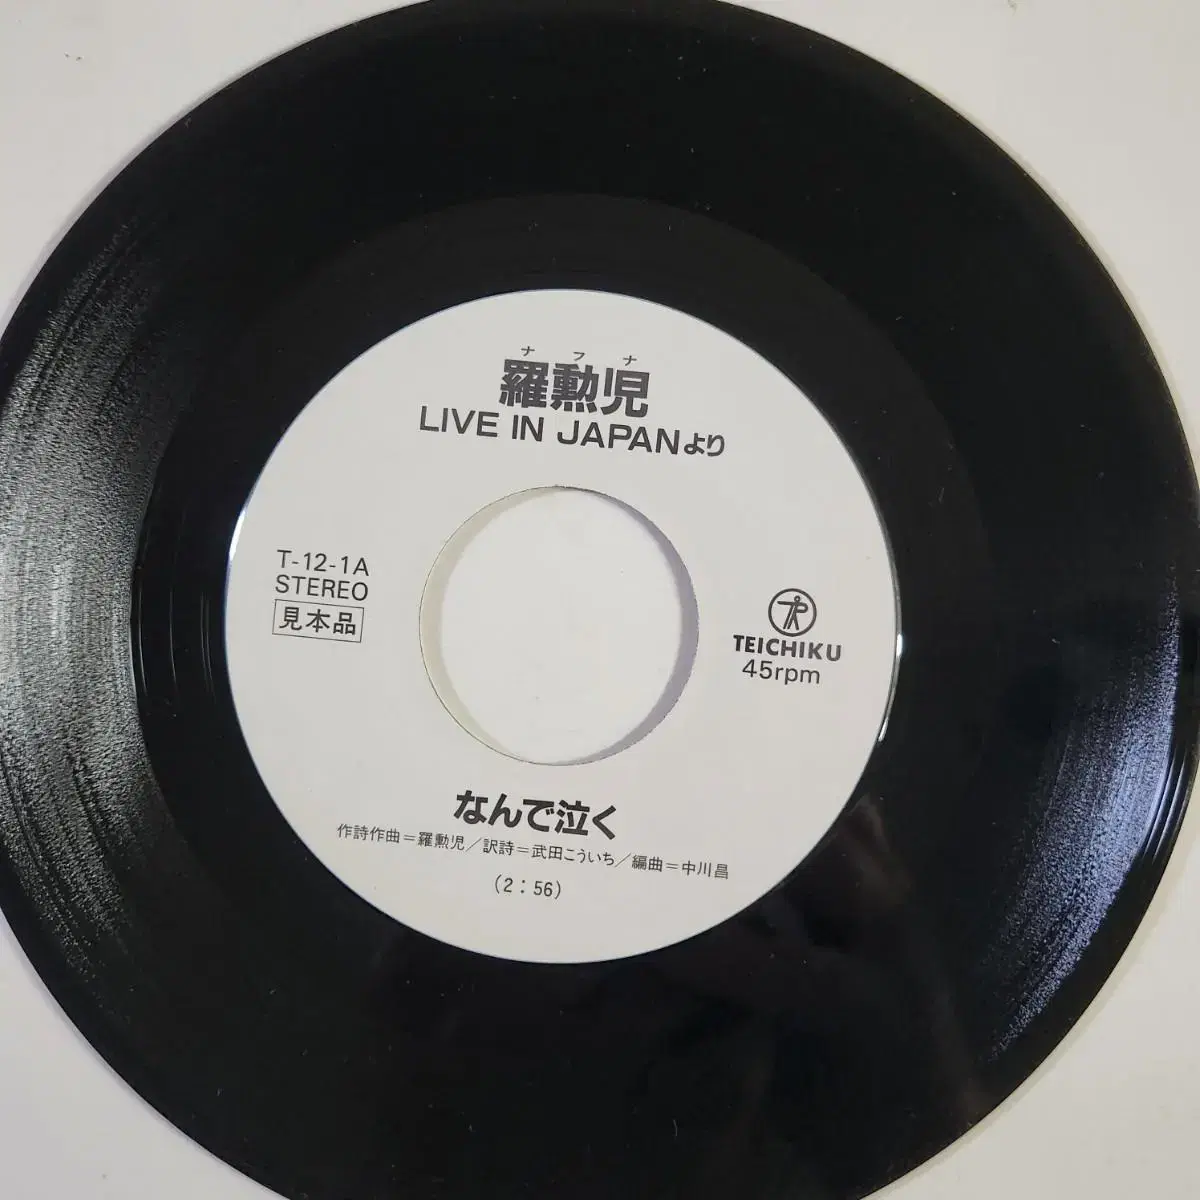 ナフナ
羅勲児
LIVE IN JAPANより
T-12-1A
STEREO
見本品
TEICHIKU
45rpm
なんで泣く
作詩作曲＝羅勲児／訳詩＝武田こういち／編曲＝中川昌
(2：56)